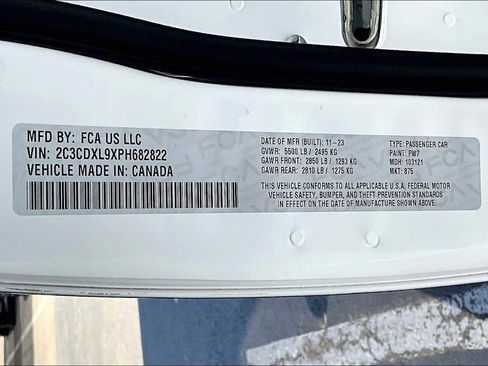 MFD BY: FCA US LLC
VIN: 2C3CDXL9XPH682822
VEHICLE MADE IN: CANADA
DATE OF MFR (BUILT): 11-23
GVWR: 5600 LB / 2495 KG
GAWR FRONT: 2850 LB / 1293 KG
GAWR REAR: 2810 LB / 1275 KG
TYPE: PASSENGER CAR
PAINT: PW7
MDH: 103121
MKT: 875
THIS VEHICLE CONFORMS TO ALL APPLICABLE U.S.A. FEDERAL MOTOR
VEHICLE SAFETY, BUMPER, AND THEFT PREVENTION STANDARDS
IN EFFECT ON THE DATE OF MANUFACTURE SHOWN ABOVE.